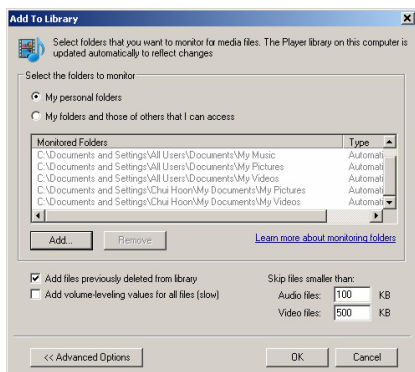 Add To Library
Select folders that you want to monitor for media files. The Player library on this computer is
updated automatically to reflect changes
Select the folders to monitor
My personal folders
My folders and those of others that I can access
Monitored Folders Type
C:\Documents and Settings\All Users\Documents\My Music Automati
C:\Documents and Settings\All Users\Documents\My Pictures Automati
C:\Documents and Settings\All Users\Documents\My Videos Automati
C:\Documents and Settings\Chui Hoon\My Documents\My Pictures Automati
C:\Documents and Settings\Chui Hoon\My Documents\My Videos Automati
Add... Remove Learn more about monitoring folders
Add files previously deleted from library Skip files smaller than:
Add volume-leveling values for all files (slow) Audio files: 100 KB
Video files: 500 KB
<< Advanced Options OK Cancel